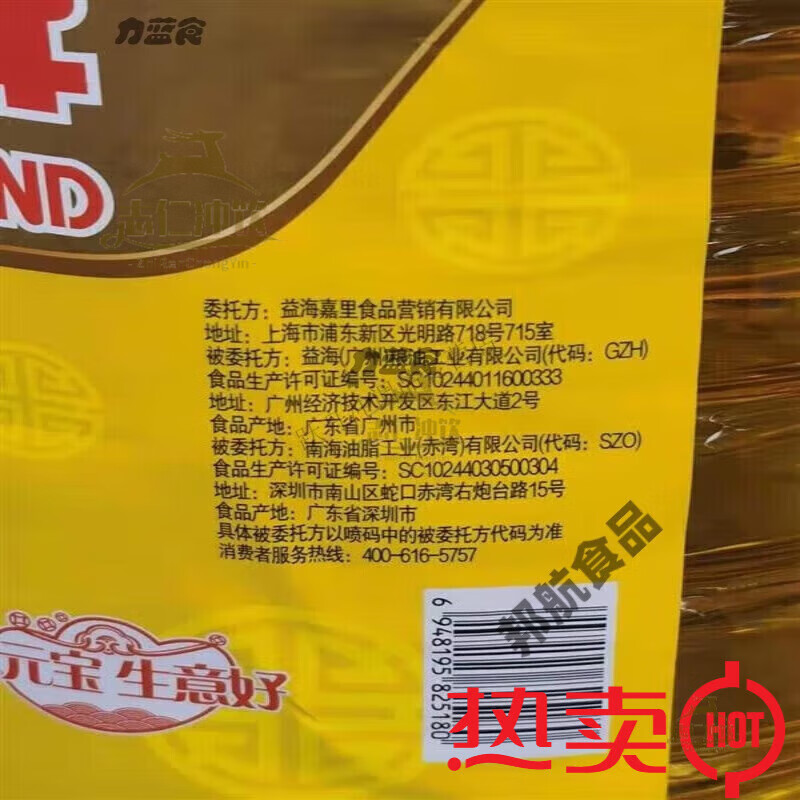 力蓝食
ND
志仁冲饮
委托方：益海嘉里食品营销有限公司
地址：上海市浦东新区光明路718号715室
被委托方：益海(广州)粮油工业有限公司(代码：GZH)
食品生产许可证编号：SC10244011600333
地址：广州经济技术开发区东江大道2号
食品产地：广东省广州市
被委托方：南海油脂工业(赤湾)有限公司(代码：SZO)
食品生产许可证编号：SC10244030500304
地址：深圳市南山区蛇口赤湾右炮台路15号
食品产地：广东省深圳市
具体被委托方以喷码中的被委托方代码为准
消费者服务热线：400-616-5757
邦航食品
6 948195 825180
元宝 生意好
热卖 HOT